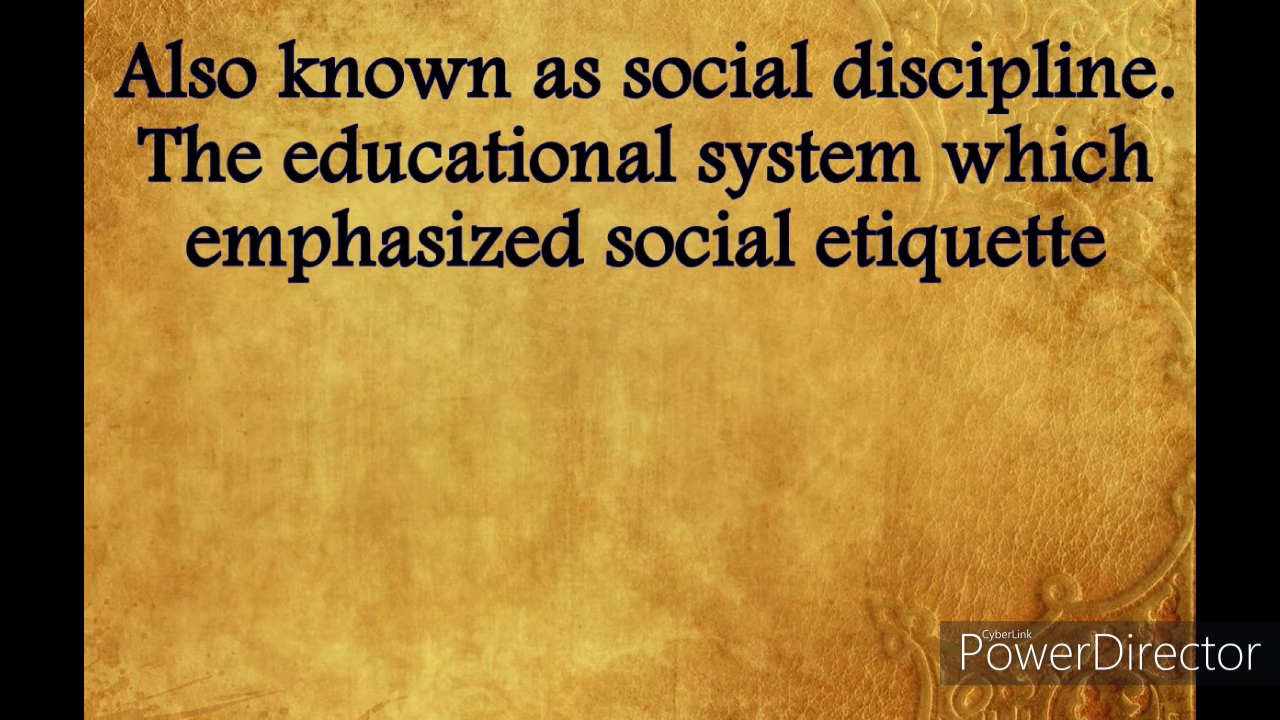 Also known as social discipline.
The educational system which
emphasized social etiquette
CyberLink
PowerDirector